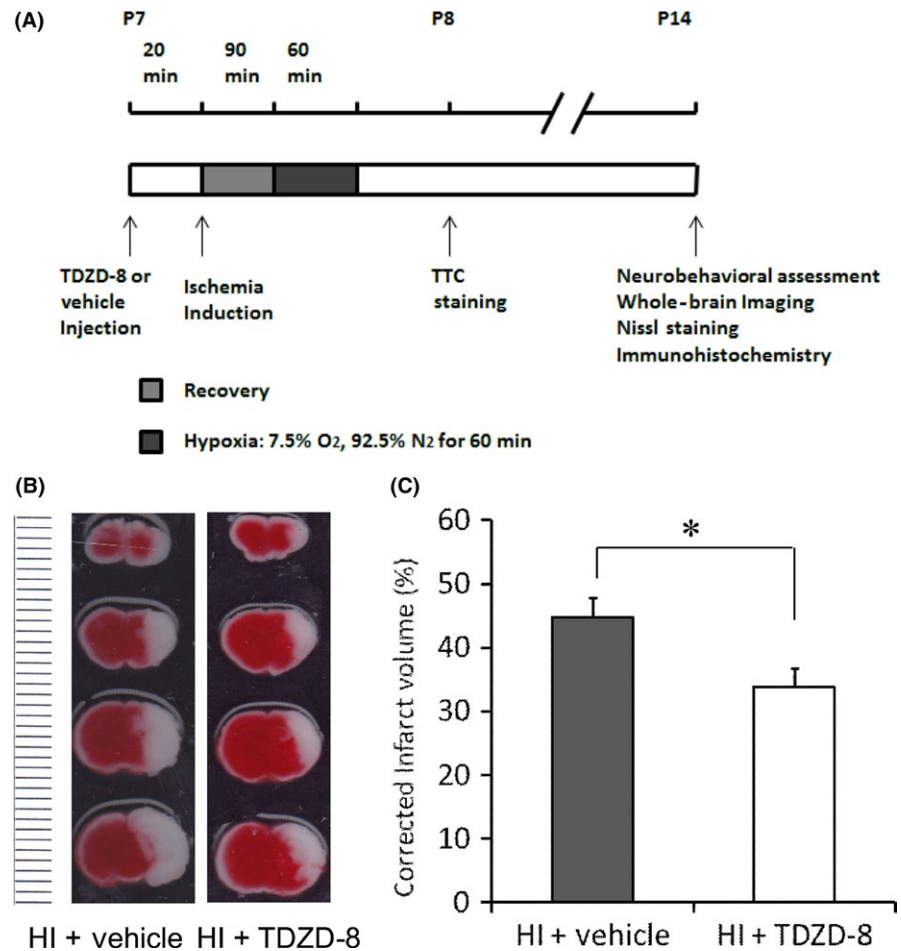 (A)
P7 P8 P14
20 min
90 min
60 min
TDZD-8 or
vehicle
Injection
Ischemia
Induction
TTC
staining
Neurobehavioral assessment
Whole-brain Imaging
Nissl staining
Immunohistochemistry
Recovery
Hypoxia: 7.5% O2, 92.5% N2 for 60 min
(B)
HI + vehicle HI + TDZD-8
(C)
Corrected Infarct volume (%)
60
50
40
30
20
10
0
*
HI + vehicle HI + TDZD-8